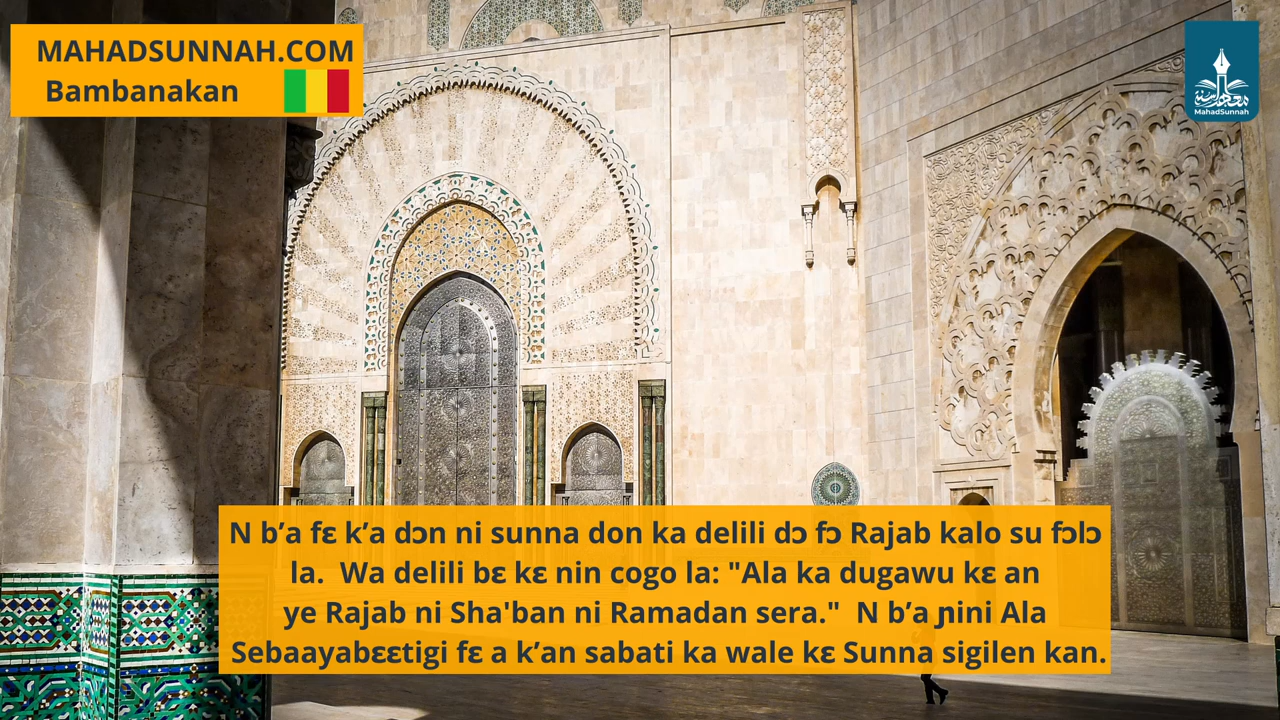 MAHADSUNNAH.COM
Bambanakan
معهد السنة
MahadSunnah
N b’a fɛ k’a dɔn ni sunna don ka delili dɔ fɔ Rajab kalo su fɔlɔ
la.  Wa delili bɛ kɛ nin cogo la: "Ala ka dugawu kɛ an
ye Rajab ni Sha'ban ni Ramadan sera."  N b’a ɲini Ala
Sebaayabɛɛtigi fɛ a k’an sabati ka wale kɛ Sunna sigilen kan.